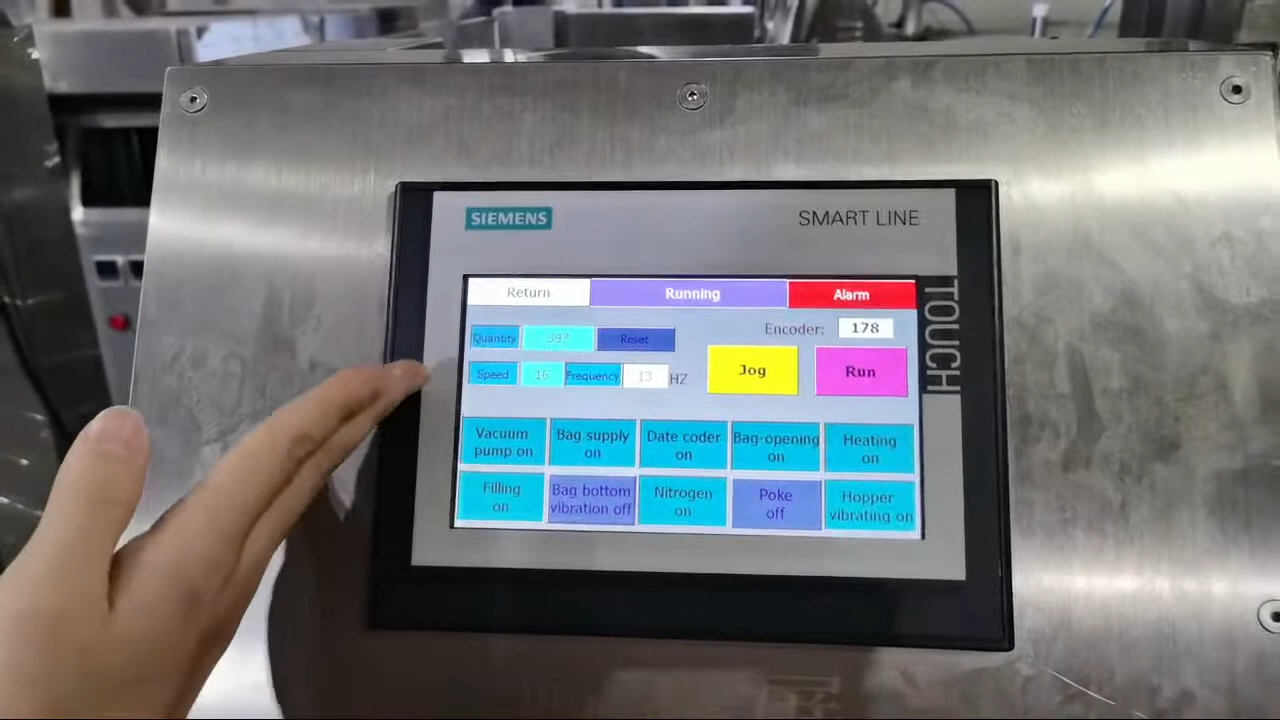 SIEMENS
SMART LINE
TOUCH
Return
Running
Alarm
Encoder: 178
Quantity 397 Reset
Speed 16 Frequency 13 HZ
Jog
Run
Vacuum
pump on
Bag supply
on
Date coder
on
Bag-opening
on
Heating
on
Filling
on
Bag bottom
vibration off
Nitrogen
on
Poke
off
Hopper
vibrating on